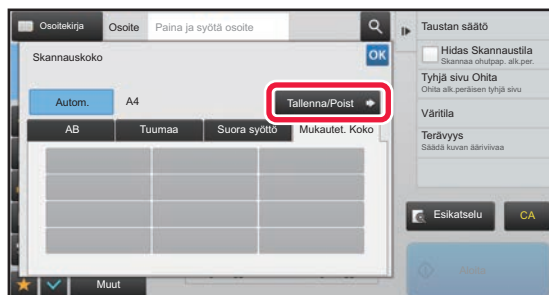 Osoitekirja
Osoite
Paina ja syötä osoite
Skannauskoko
OK
Autom.
A4
Tallenna/Poist
AB
Tuumaa
Suora syöttö
Mukautet. Koko
Muut
Taustan säätö
Hidas Skannaustila
Skannaa ohutpap. alk.per.
Tyhjä sivu Ohita
Ohita alk.peräisen tyhjä sivu
Väritila
Terävyys
Säädä kuvan ääriviivaa
Esikatselu
CA